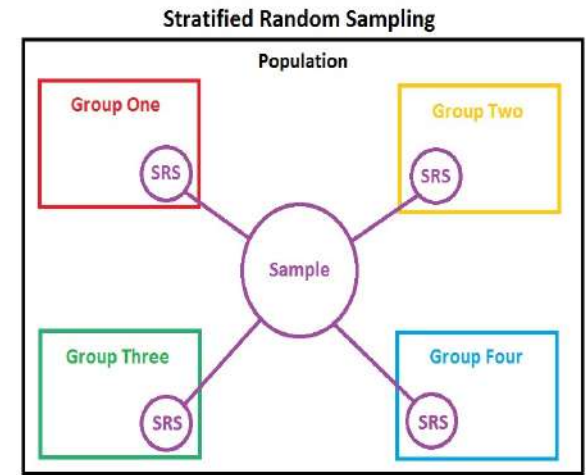 Stratified Random Sampling
Population
Group One
Group Two
SRS
SRS
Sample
Group Three
Group Four
SRS
SRS